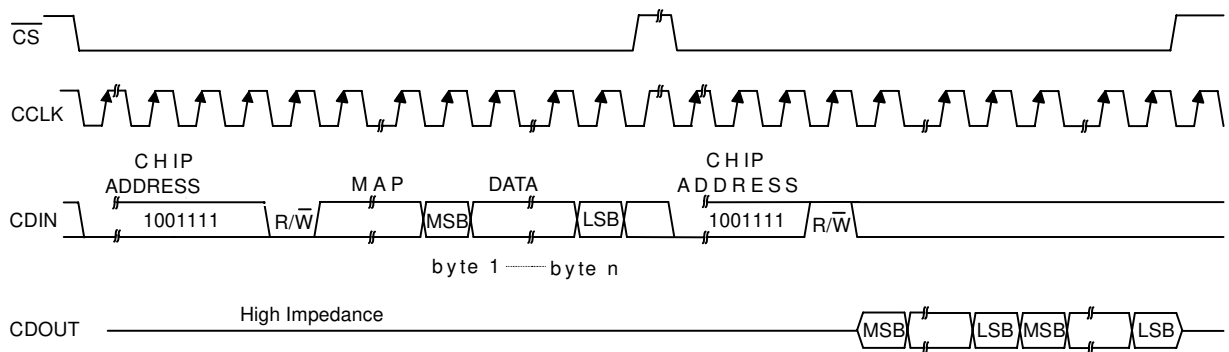 CS
CCLK
CHIP
ADDRESS
MAP
DATA
CHIP
ADDRESS
CDIN
1001111
R/W
MSB
LSB
1001111
R/W
byte 1
byte n
High Impedance
CDOUT
MSB
LSB
MSB
LSB